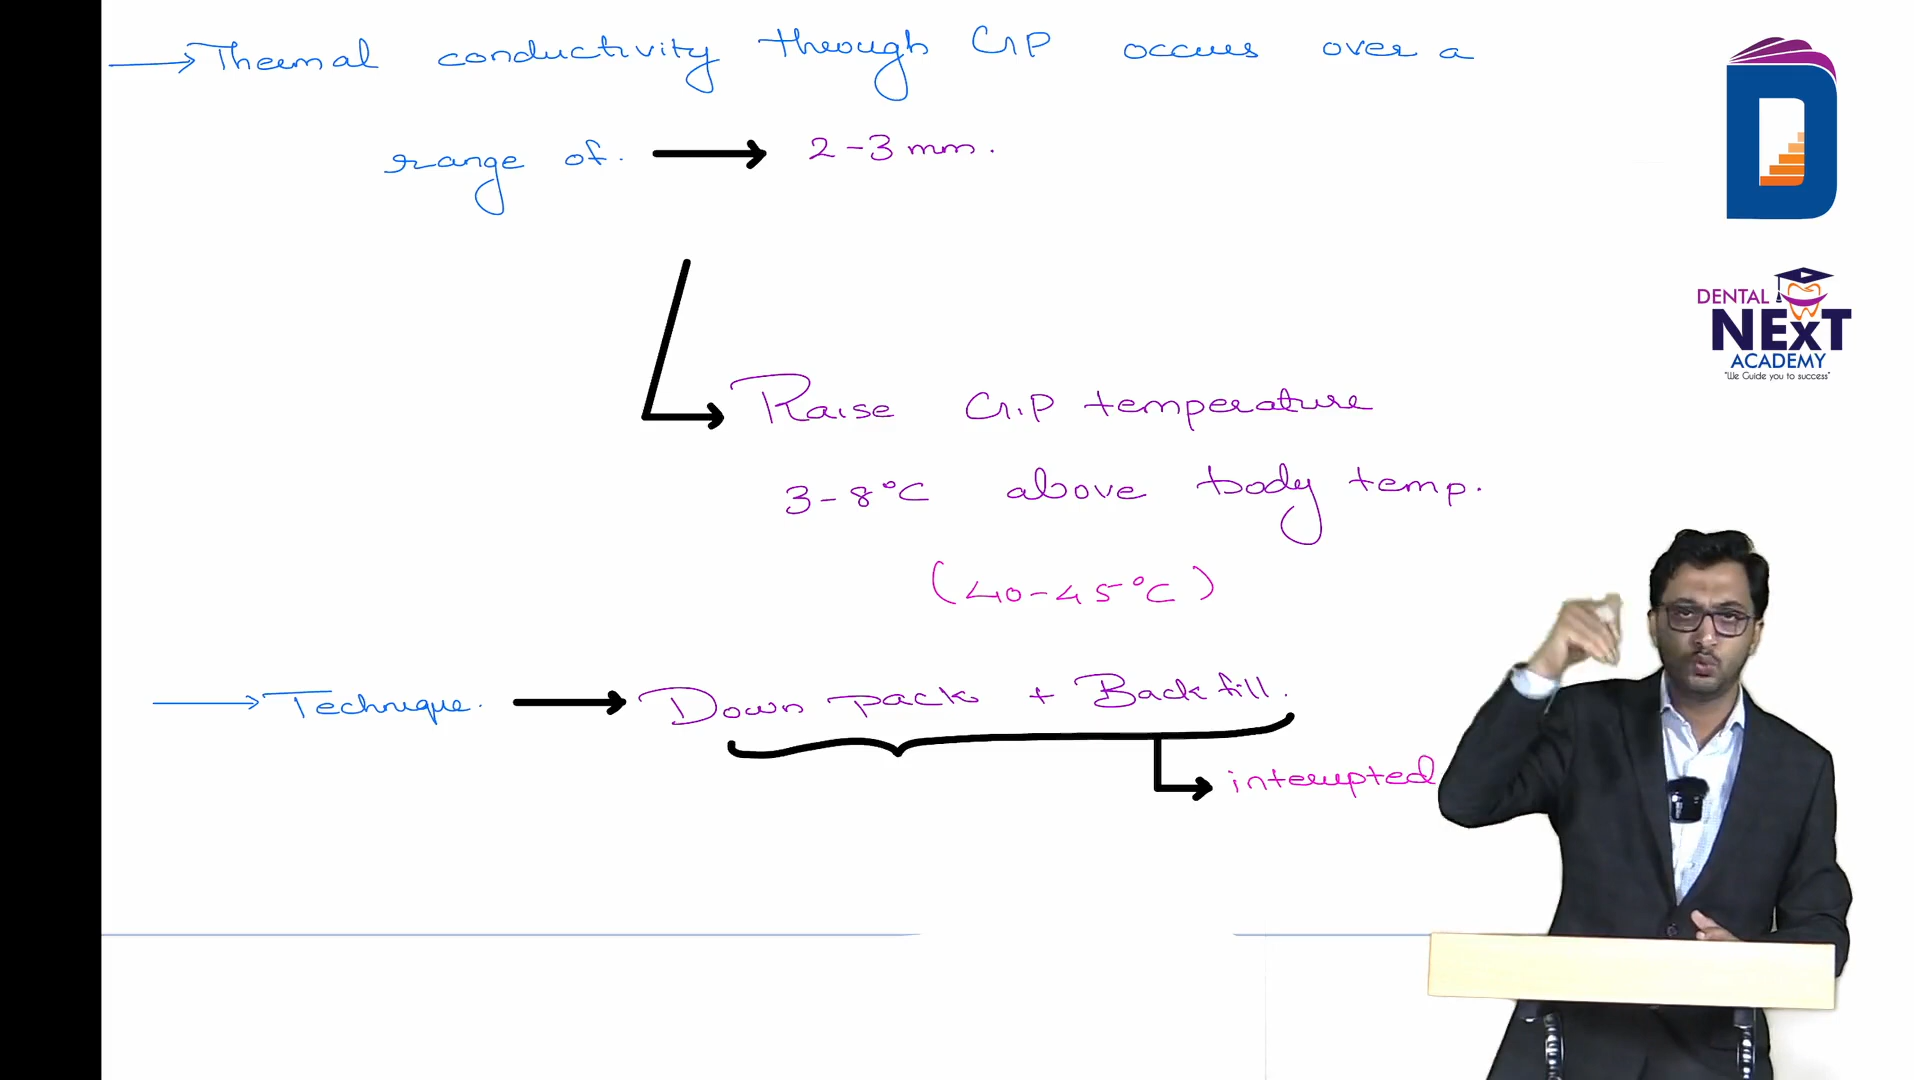 → Thermal conductivity through GP occurs over a
range of. → 2-3 mm.
Raise G.P temperature
3-8°C above body temp.
(40-45°C)
→ Technique. → Down pack + Back fill.
interrupted
D
DENTAL
NExT
ACADEMY
"We Guide you to success"